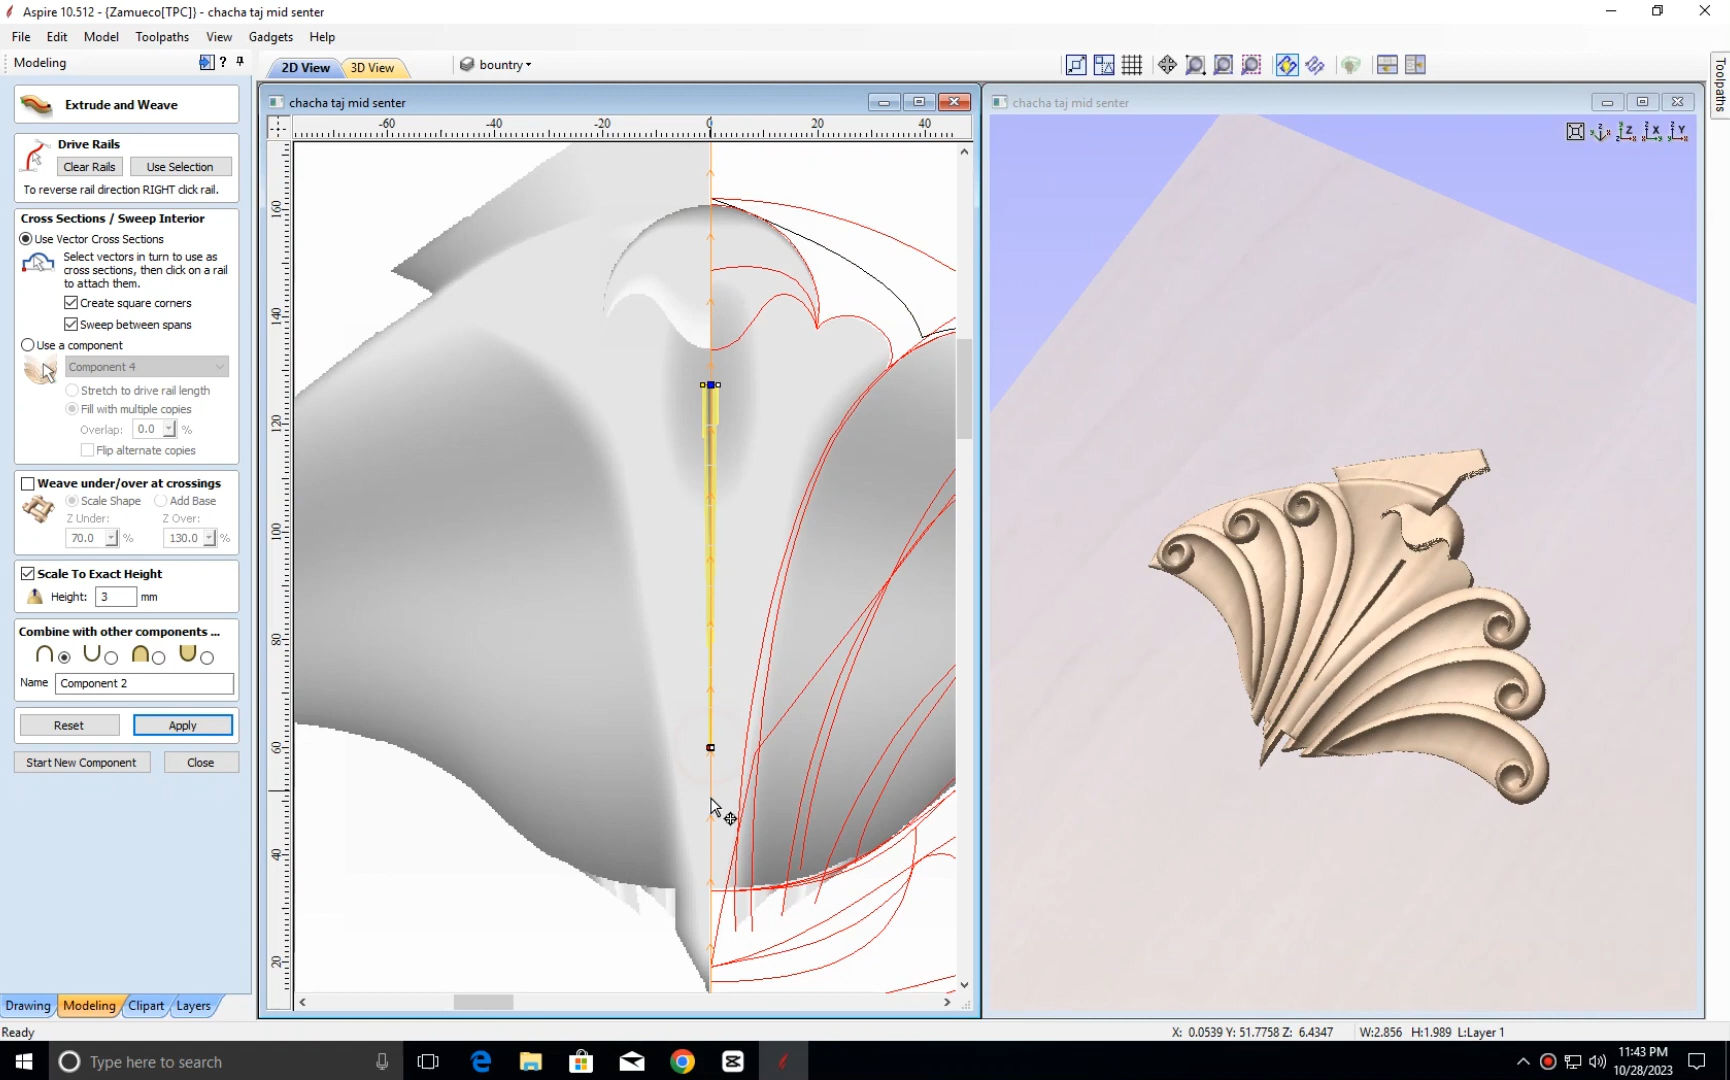 Aspire 10.512 - {Zamueco[TPC]} - chacha taj mid senter
File Edit Model Toolpaths View Gadgets Help
Modeling
Extrude and Weave
Drive Rails
Clear Rails Use Selection
To reverse rail direction RIGHT click rail.
Cross Sections / Sweep Interior
Use Vector Cross Sections
Select vectors in turn to use as
cross sections, then click on a rail
to attach them.
Create square corners
Sweep between spans
Use a component
Component 4
Stretch to drive rail length
Fill with multiple copies
Overlap: 0.0 %
Flip alternate copies
Weave under/over at crossings
Scale Shape Add Base
Z Under: Z Over:
70.0 % 130.0 %
Scale To Exact Height
Height: 3 mm
Combine with other components ...
Name Component 2
Reset Apply
Start New Component Close
Drawing Modeling Clipart Layers
Ready
2D View 3D View
bountry
chacha taj mid senter
-60 -40 -20 0 20 40
160
140
120
100
80
60
40
20
chacha taj mid senter
Z X Y
Toolpaths
X: 0.0539 Y: 51.7758 Z: 6.4347 W:2.856 H:1.989 L:Layer 1
Type here to search
11:43 PM
10/28/2023